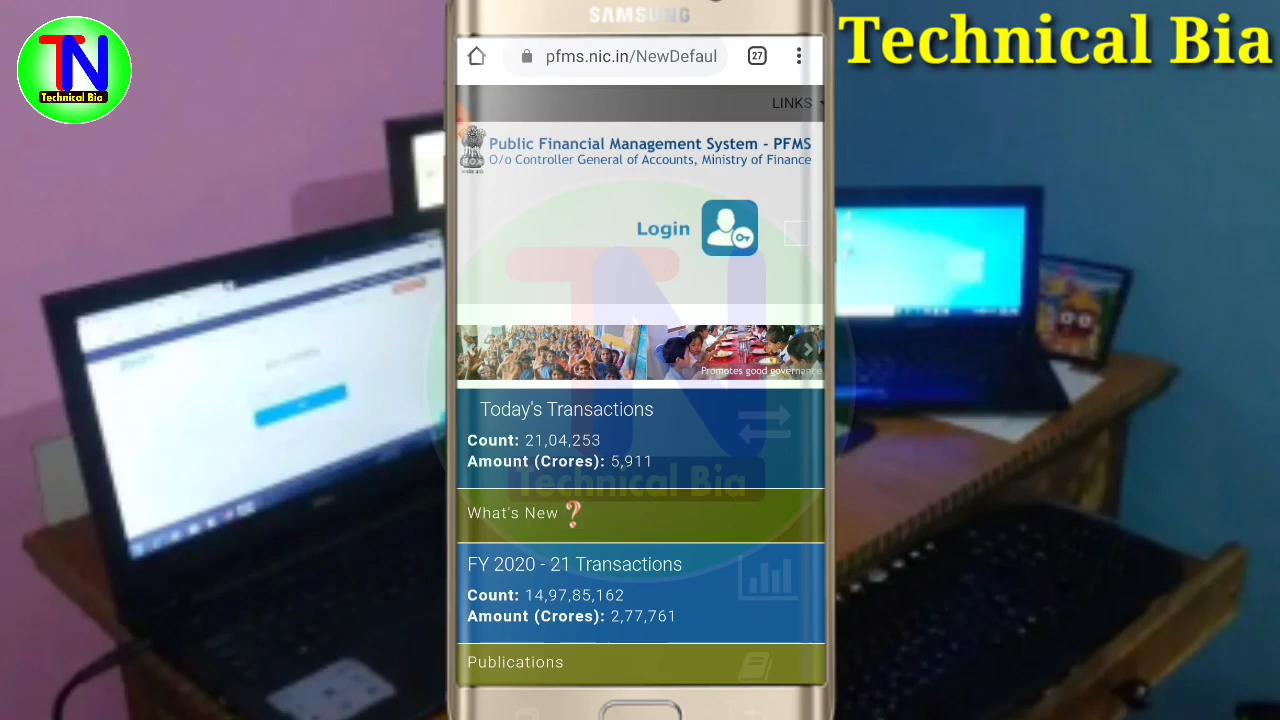 TN
Technical Bia
Technical Bia
SAMSUNG
pfms.nic.in/NewDefaul
27
LINKS
Public Financial Management System - PFMS
O/o Controller General of Accounts, Ministry of Finance
Login
Promotes good governance
Today's Transactions
Count: 21,04,253
Amount (Crores): 5,911
TN
Technical Bia
What's New ?
FY 2020 - 21 Transactions
Count: 14,97,85,162
Amount (Crores): 2,77,761
Publications